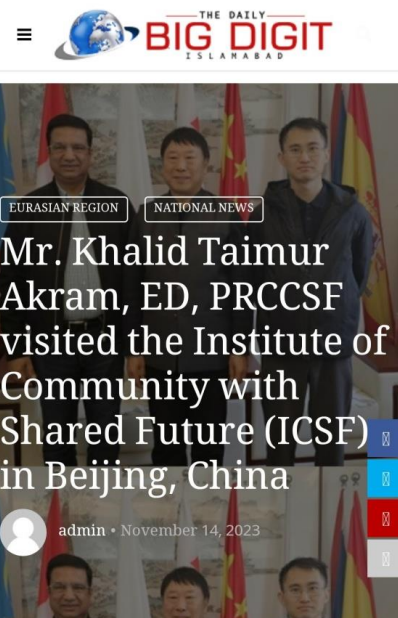 THE DAILY
BIG DIGIT
ISLAMABAD
EURASIAN REGION
NATIONAL NEWS
Mr. Khalid Taimur
Akram, ED, PRCCSF
visited the Institute of
Community with
Shared Future (ICSF)
in Beijing, China
admin • November 14, 2023